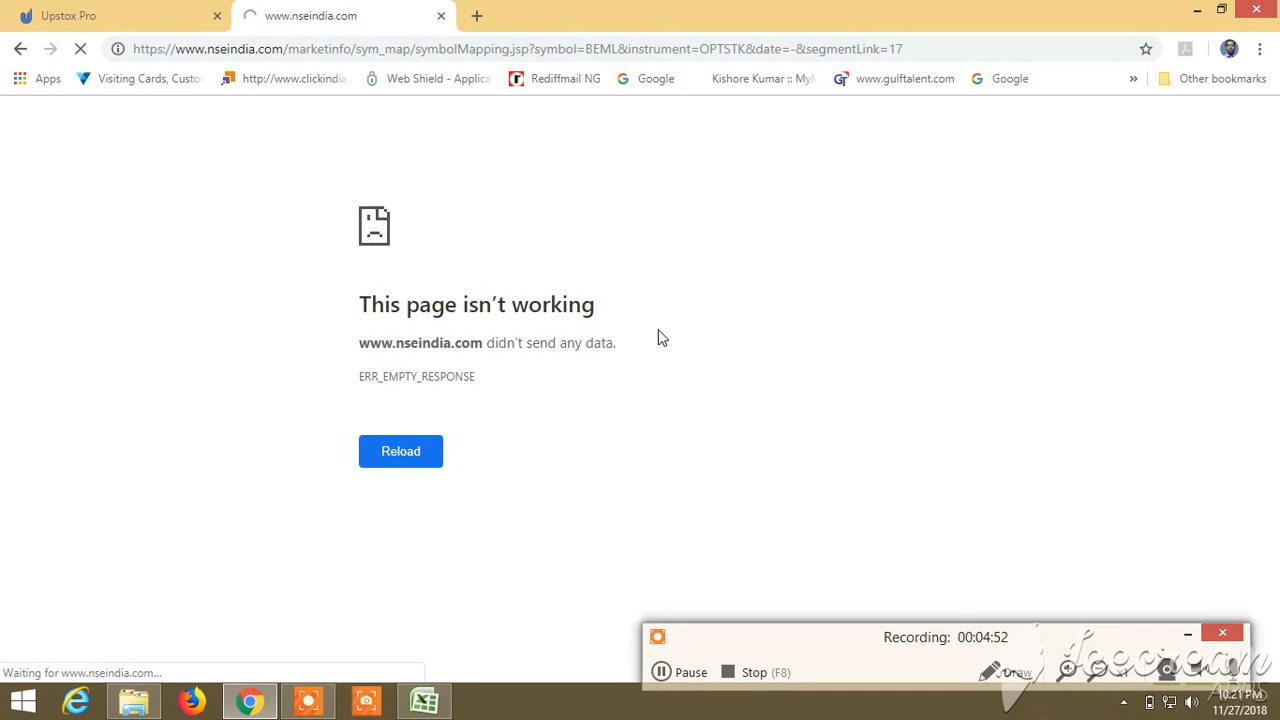 Upstox Pro
www.nseindia.com
https://www.nseindia.com/marketinfo/sym_map/symbolMapping.jsp?symbol=BEML&instrument=OPTSTK&date=-&segmentLink=17
Apps
Visiting Cards, Custo
http://www.clickindia
Web Shield - Applica
Rediffmail NG
Google
Kishore Kumar :: MyN
www.gulftalent.com
Google
»
Other bookmarks
This page isn't working
www.nseindia.com didn't send any data.
ERR_EMPTY_RESPONSE
Reload
Recording: 00:04:52
Pause
Stop (F8)
Draw
Icecream
APPS
Waiting for www.nseindia.com...
10:21 PM
11/27/2018